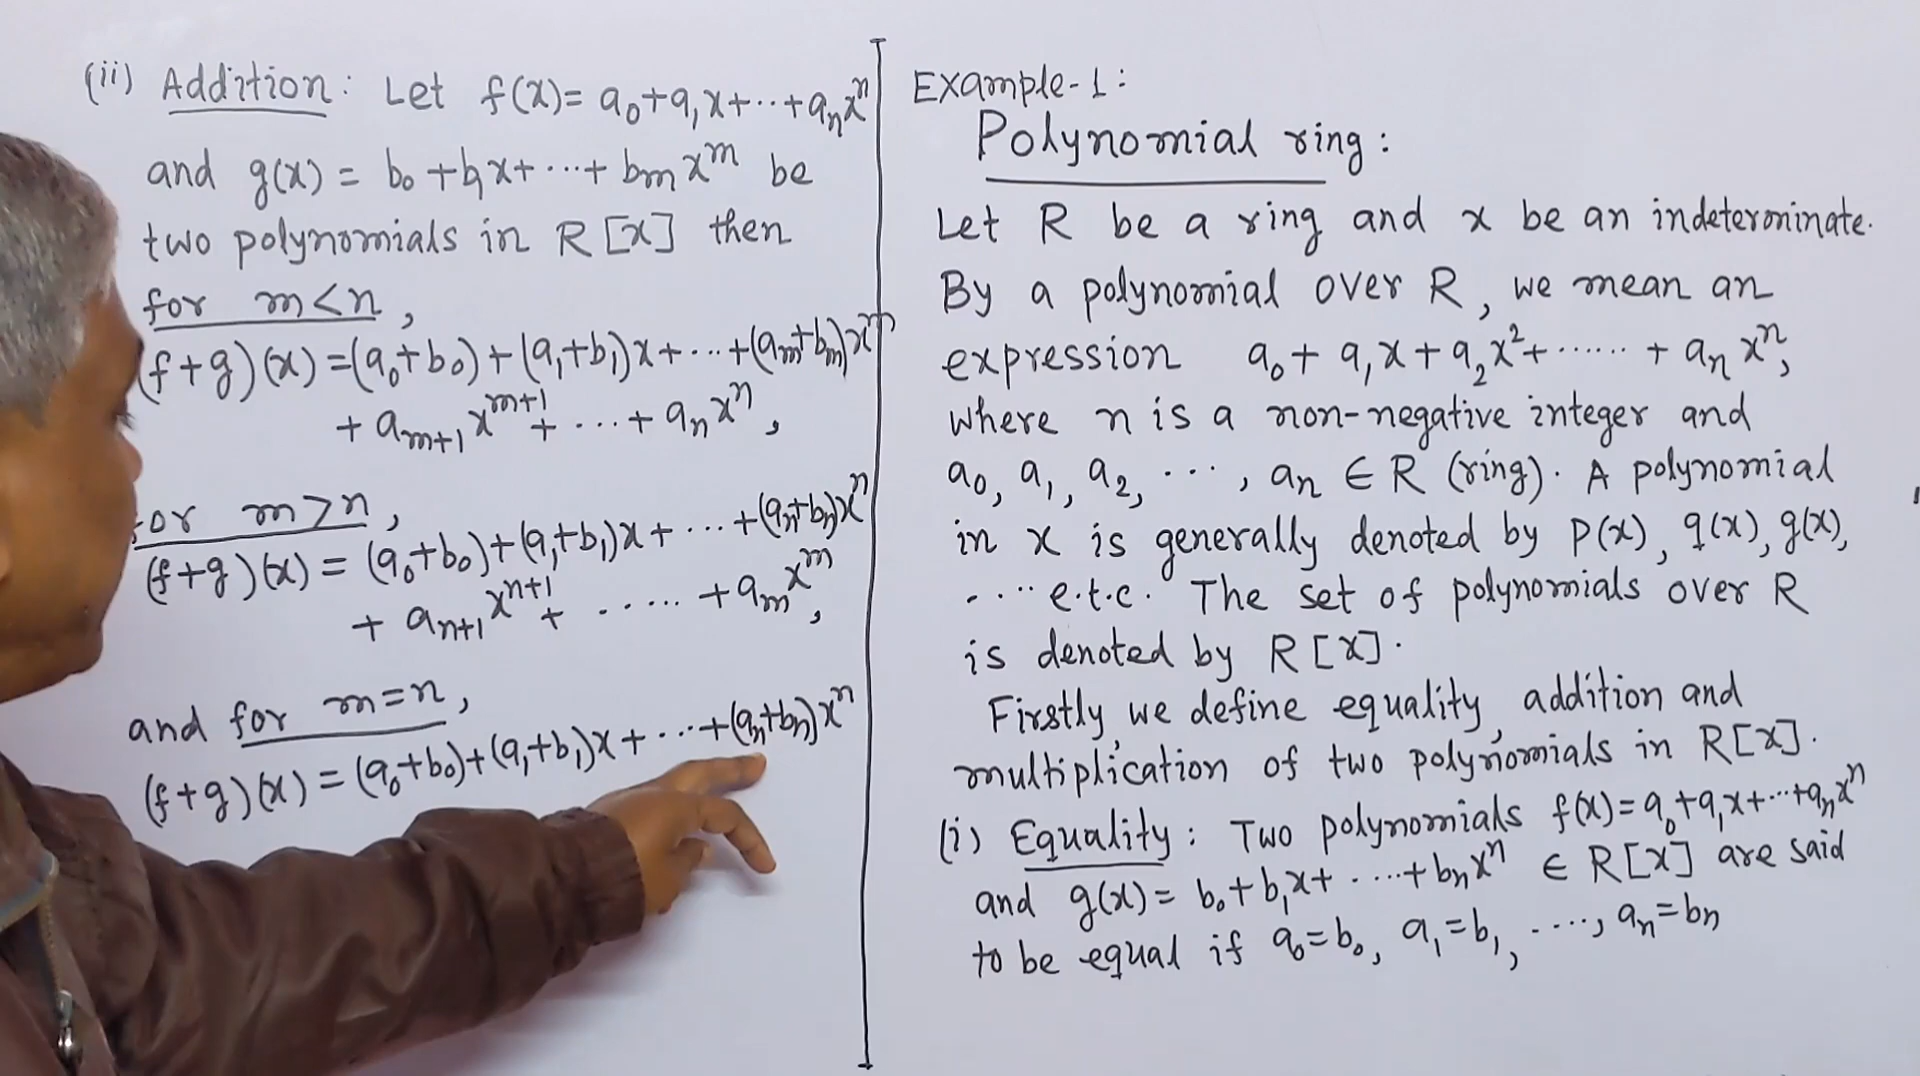 (ii) Addition: Let f(x)= a₀+a₁x+···+aₙxⁿ
and g(x) = b₀+b₁x+···+bₘxᵐ be
two polynomials in R[x] then
for m<n,
(f+g)(x)=(a₀+b₀)+(a₁+b₁)x+···+(aₘ+bₘ)xᵐ
+ aₘ₊₁xᵐ⁺¹+···+aₙxⁿ,
for m>n,
(f+g)(x) = (a₀+b₀)+(a₁+b₁)x+···+(aₙ+bₙ)xⁿ
+ aₙ₊₁xⁿ⁺¹+ ····· +aₘxᵐ,
and for m=n,
(f+g)(x) = (a₀+b₀)+(a₁+b₁)x+···+(aₙ+bₙ)xⁿ
Example-1:
Polynomial ring:
Let R be a ring and x be an indeterminate.
By a polynomial over R, we mean an
expression a₀+a₁x+a₂x²+······+aₙxⁿ,
where n is a non-negative integer and
a₀, a₁, a₂, ···, aₙ ∈ R (ring). A polynomial
in x is generally denoted by p(x), q(x), g(x),
···· e.t.c. The set of polynomials over R
is denoted by R[x].
Firstly, we define equality, addition and
multiplication of two polynomials in R[x].
(i) Equality: Two polynomials f(x)=a₀+a₁x+···+aₙxⁿ
and g(x)= b₀+b₁x+····+bₙxⁿ ∈ R[x] are said
to be equal if a₀=b₀, a₁=b₁, ····, aₙ=bₙ